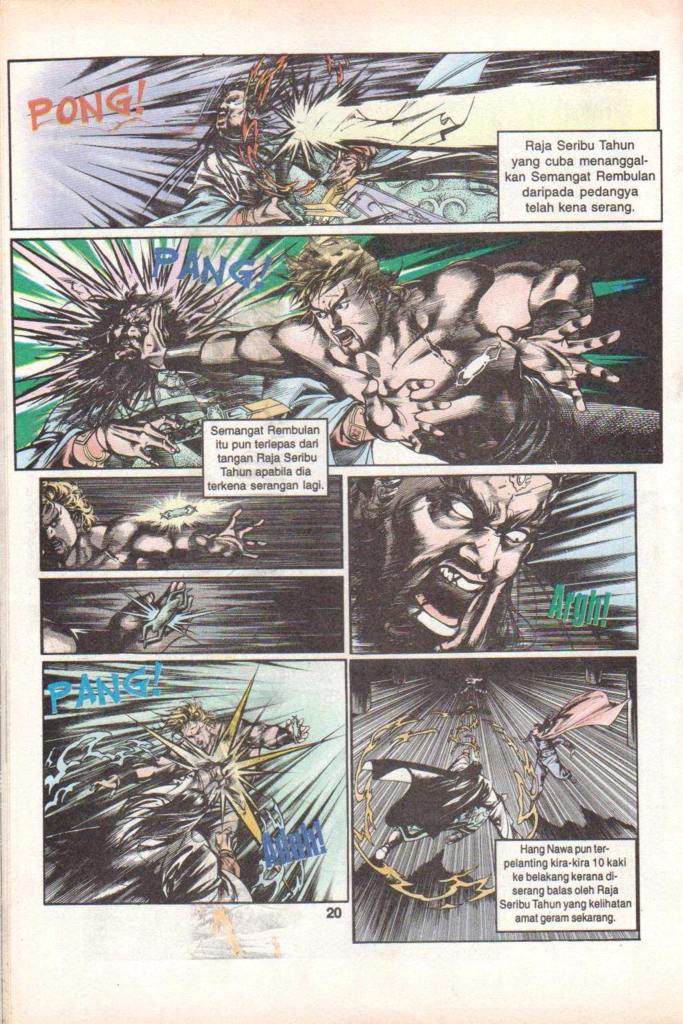 PONG!
Raja Seribu Tahun
yang cuba menanggal-
kan Semangat Rembulan
daripada pedangya
telah kena serang.
PANG!
Semangat Rembulan
itu pun terlepas dari
tangan Raja Seribu
Tahun apabila dia
terkena serangan lagi.
Argh!
PANG!
Aduh!
Hang Nawa pun ter-
pelanting kira-kira 10 kaki
ke belakang kerana di-
serang balas oleh Raja
Seribu Tahun yang kelihatan
amat geram sekarang.
20